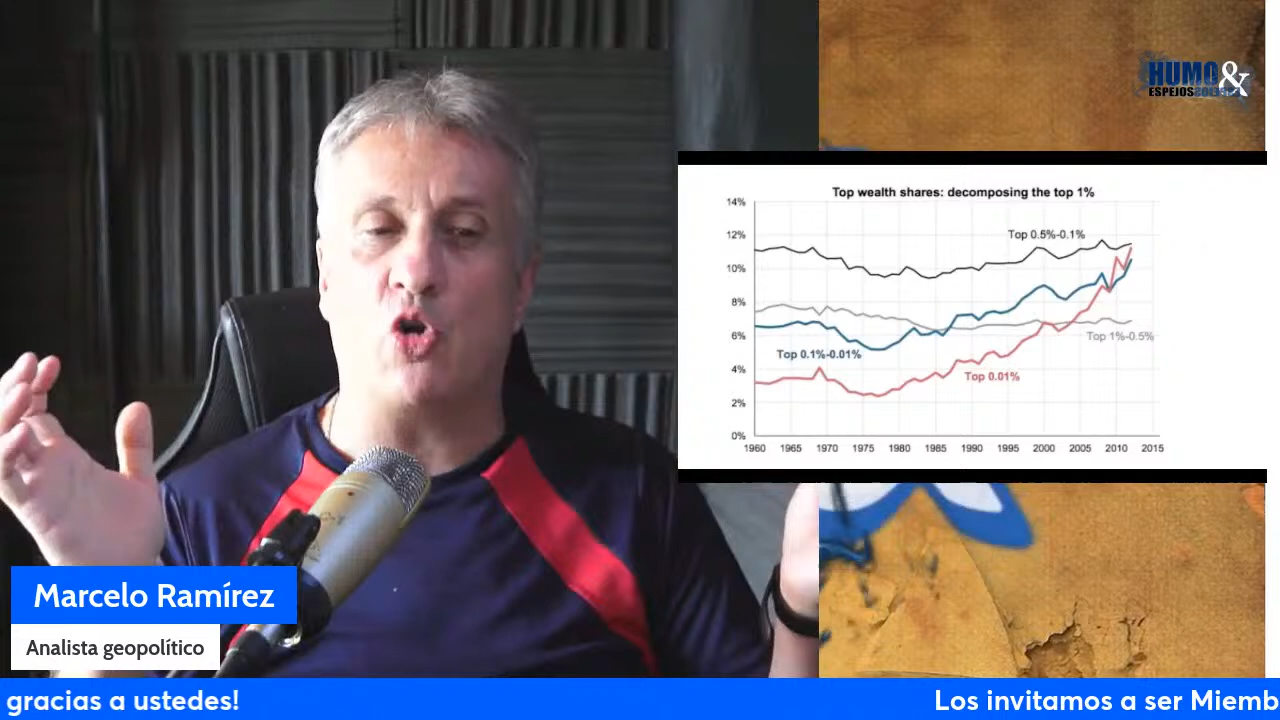 HUMO&
ESPEJOS
Top wealth shares: decomposing the top 1%
14%
12%
10%
8%
6%
4%
2%
0%
Top 0.5%-0.1%
Top 1%-0.5%
Top 0.1%-0.01%
Top 0.01%
1960 1965 1970 1975 1980 1985 1990 1995 2000 2005 2010 2015
Marcelo Ramírez
Analista geopolítico
gracias a ustedes! Los invitamos a ser Miemb